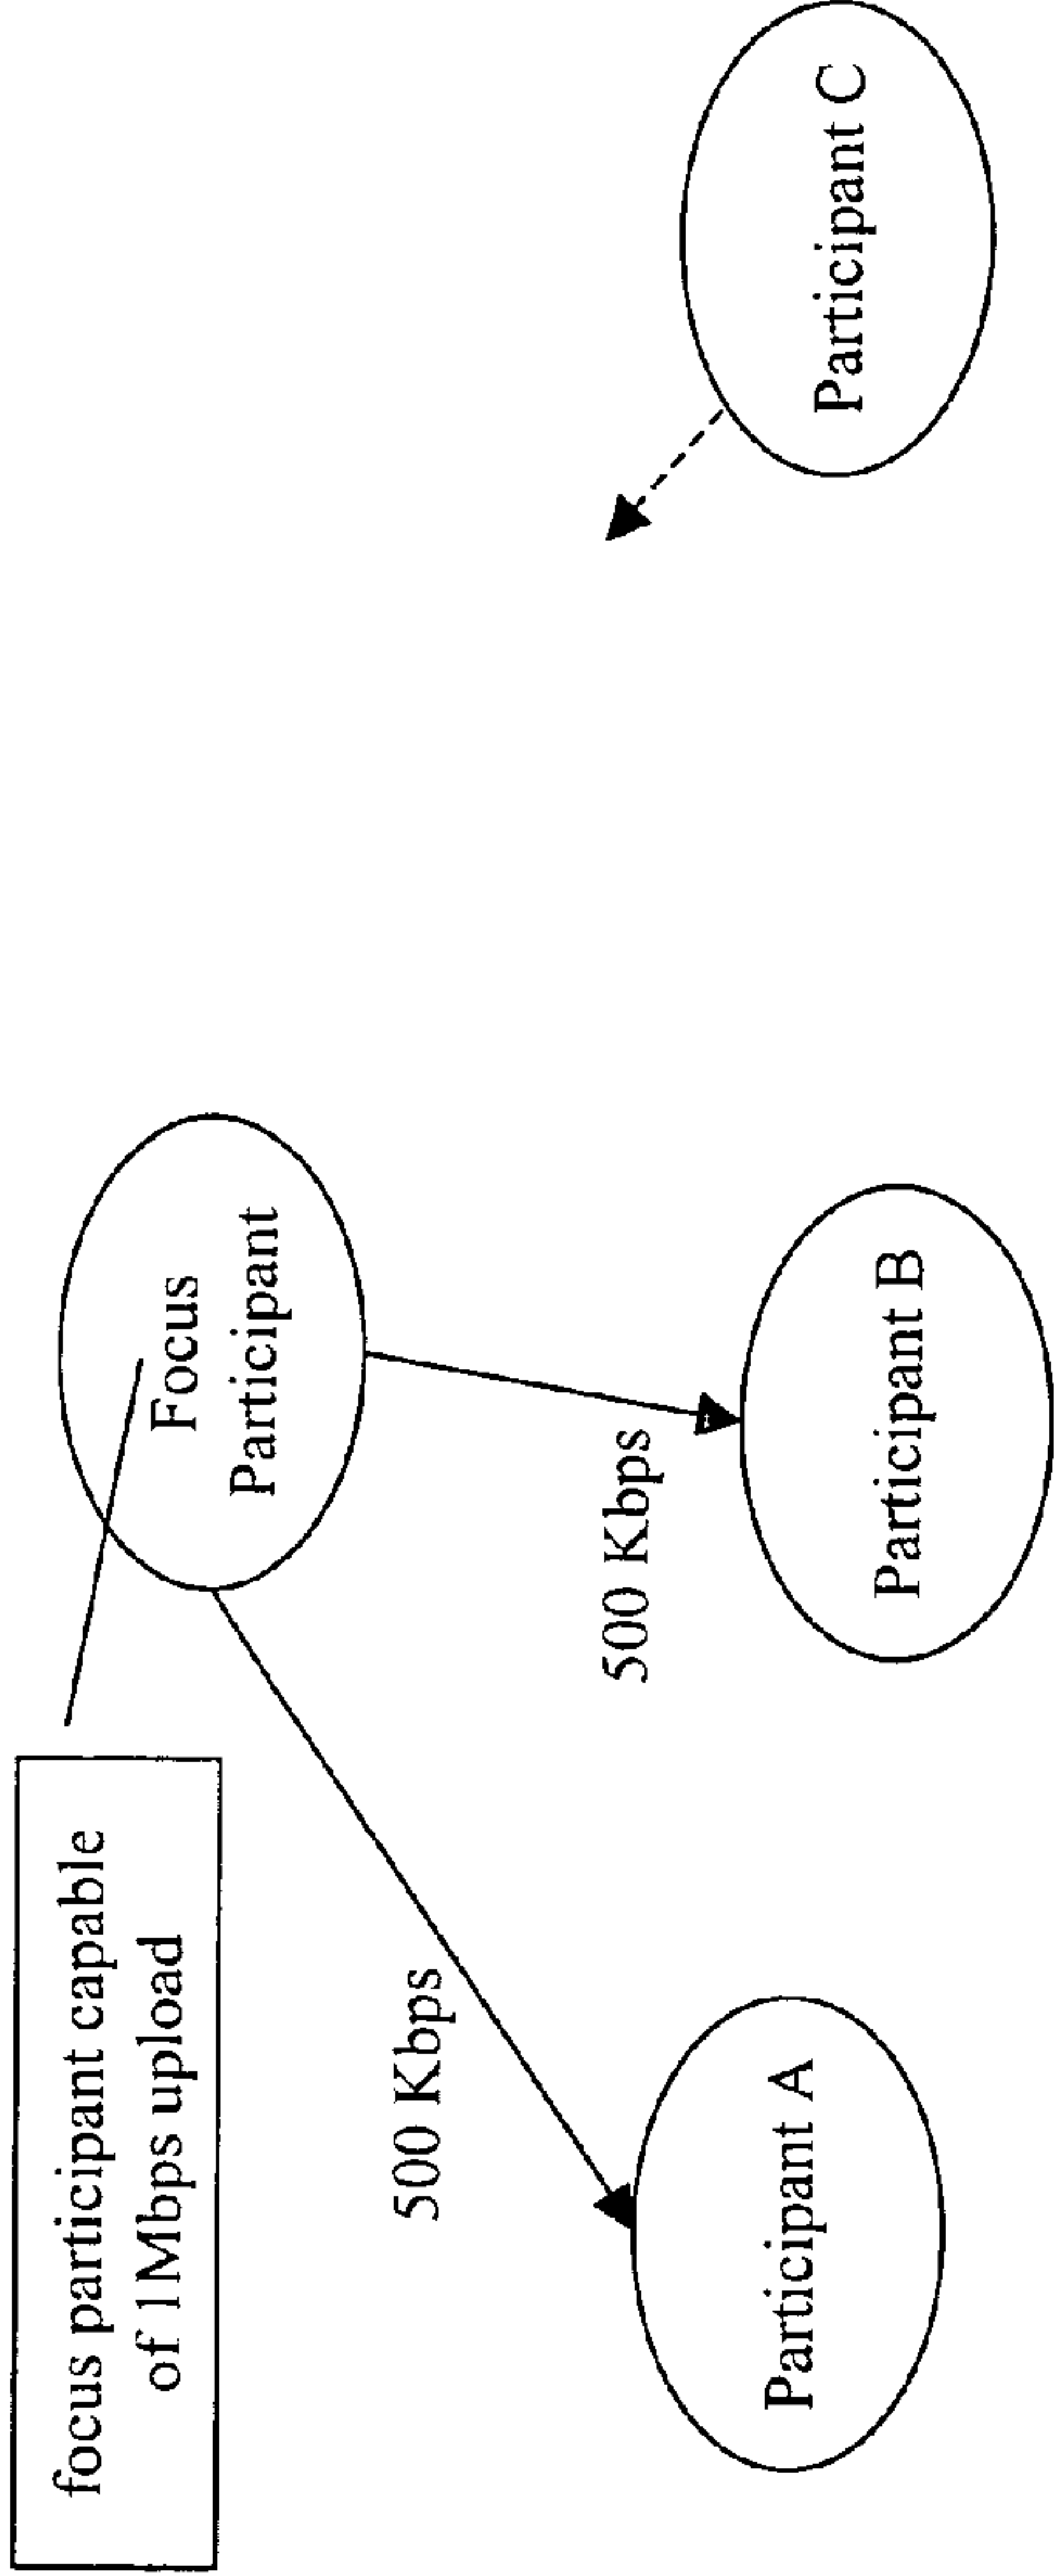 focus participant capable
of 1Mbps upload
Focus
Participant
500 Kbps
500 Kbps
Participant A
Participant B
Participant C